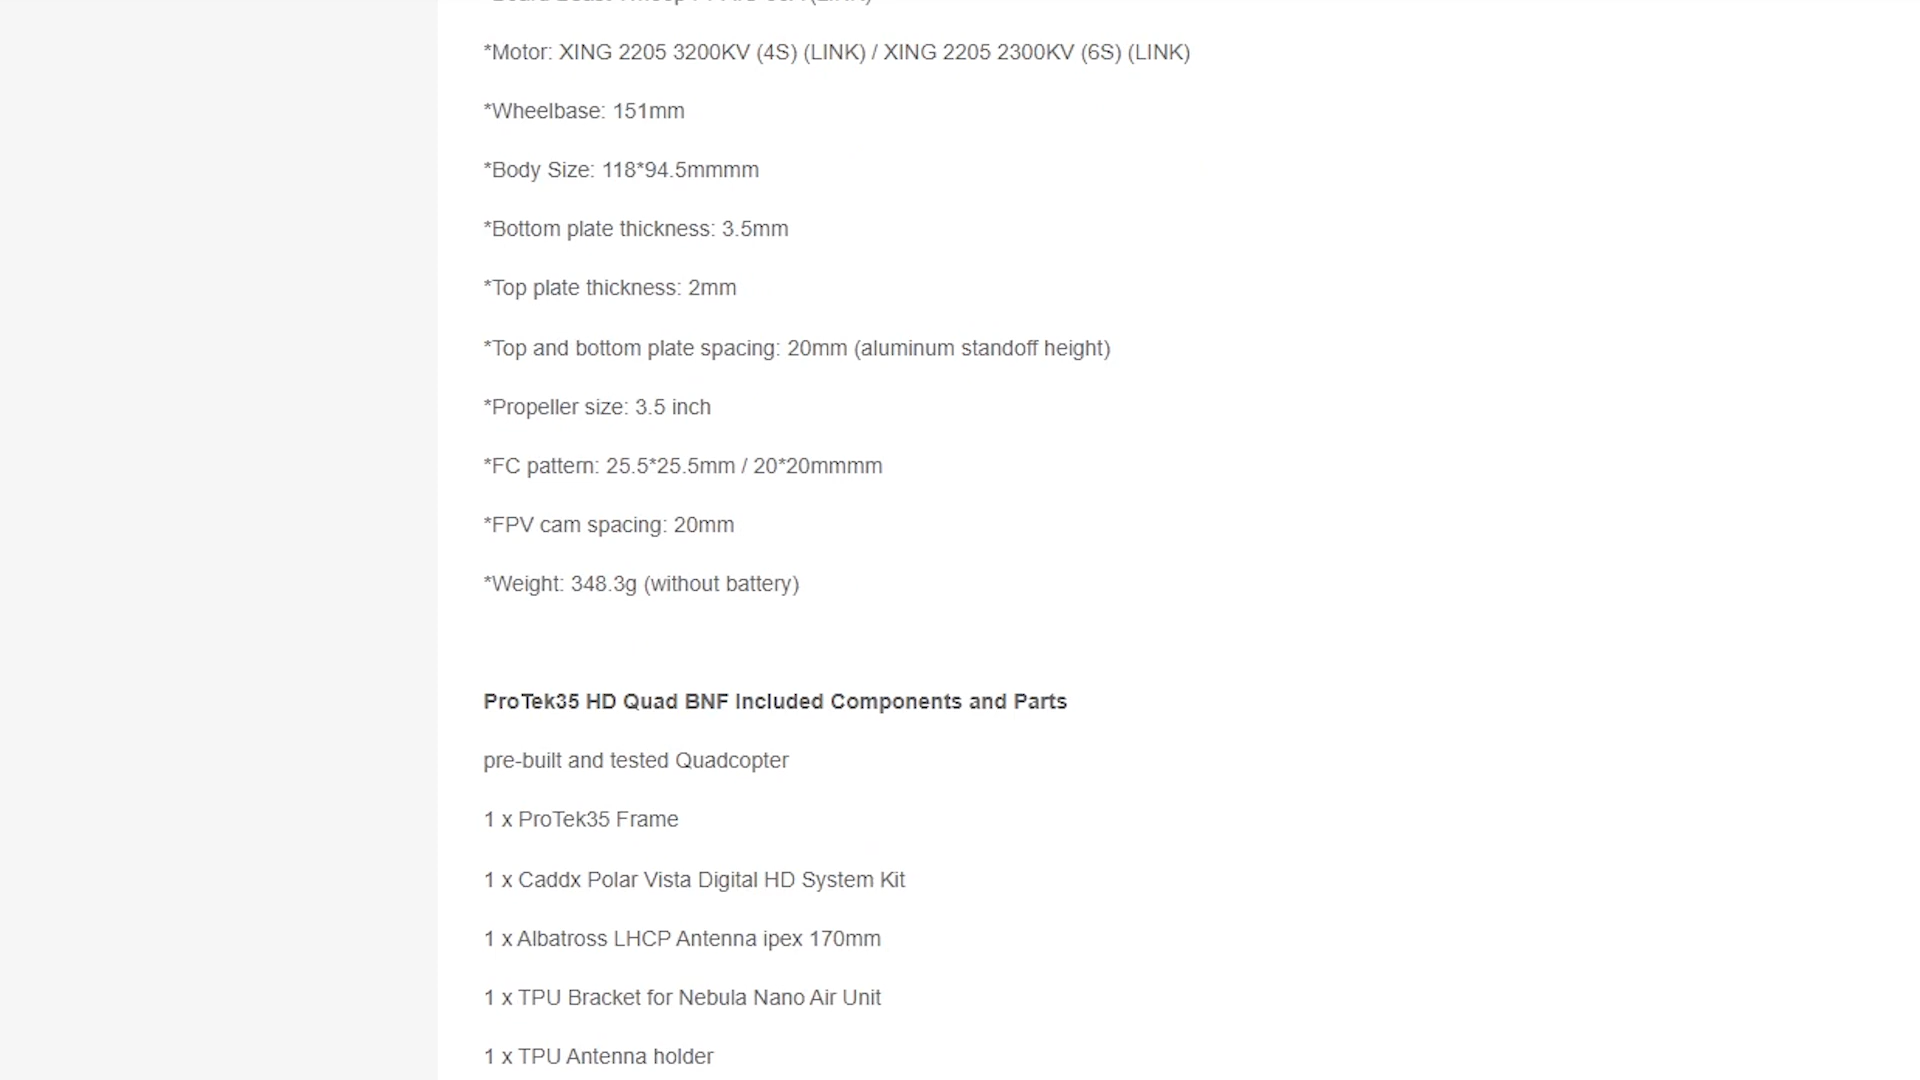 *Motor: XING 2205 3200KV (4S) (LINK) / XING 2205 2300KV (6S) (LINK)
*Wheelbase: 151mm
*Body Size: 118*94.5mmmm
*Bottom plate thickness: 3.5mm
*Top plate thickness: 2mm
*Top and bottom plate spacing: 20mm (aluminum standoff height)
*Propeller size: 3.5 inch
*FC pattern: 25.5*25.5mm / 20*20mmmm
*FPV cam spacing: 20mm
*Weight: 348.3g (without battery)
ProTek35 HD Quad BNF Included Components and Parts
pre-built and tested Quadcopter
1 x ProTek35 Frame
1 x Caddx Polar Vista Digital HD System Kit
1 x Albatross LHCP Antenna ipex 170mm
1 x TPU Bracket for Nebula Nano Air Unit
1 x TPU Antenna holder